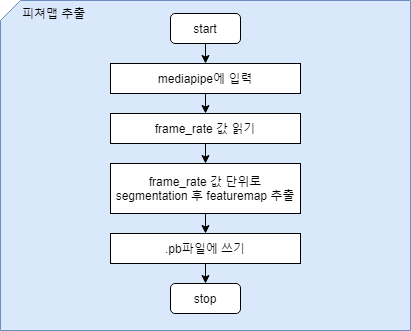 피쳐맵 추출
start
mediapipe에 입력
frame_rate 값 읽기
frame_rate 값 단위로
segmentation 후 featuremap 추출
.pb파일에 쓰기
stop